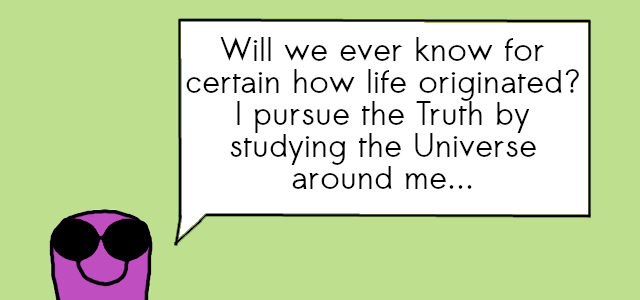 Will we ever know for
certain how life originated?
I pursue the Truth by
studying the Universe
around me...